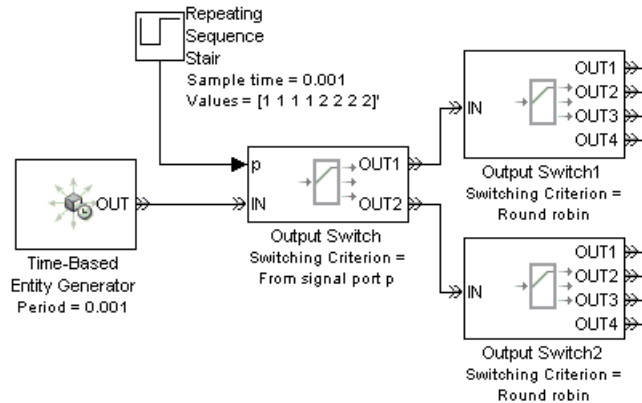 Repeating
Sequence
Stair
Sample time = 0.001
Values = [1 1 1 1 2 2 2 2]'
p
IN
OUT1
OUT2
Output Switch
Switching Criterion =
From signal port p
OUT
Time-Based
Entity Generator
Period = 0.001
IN
OUT1
OUT2
OUT3
OUT4
Output Switch1
Switching Criterion =
Round robin
IN
OUT1
OUT2
OUT3
OUT4
Output Switch2
Switching Criterion =
Round robin